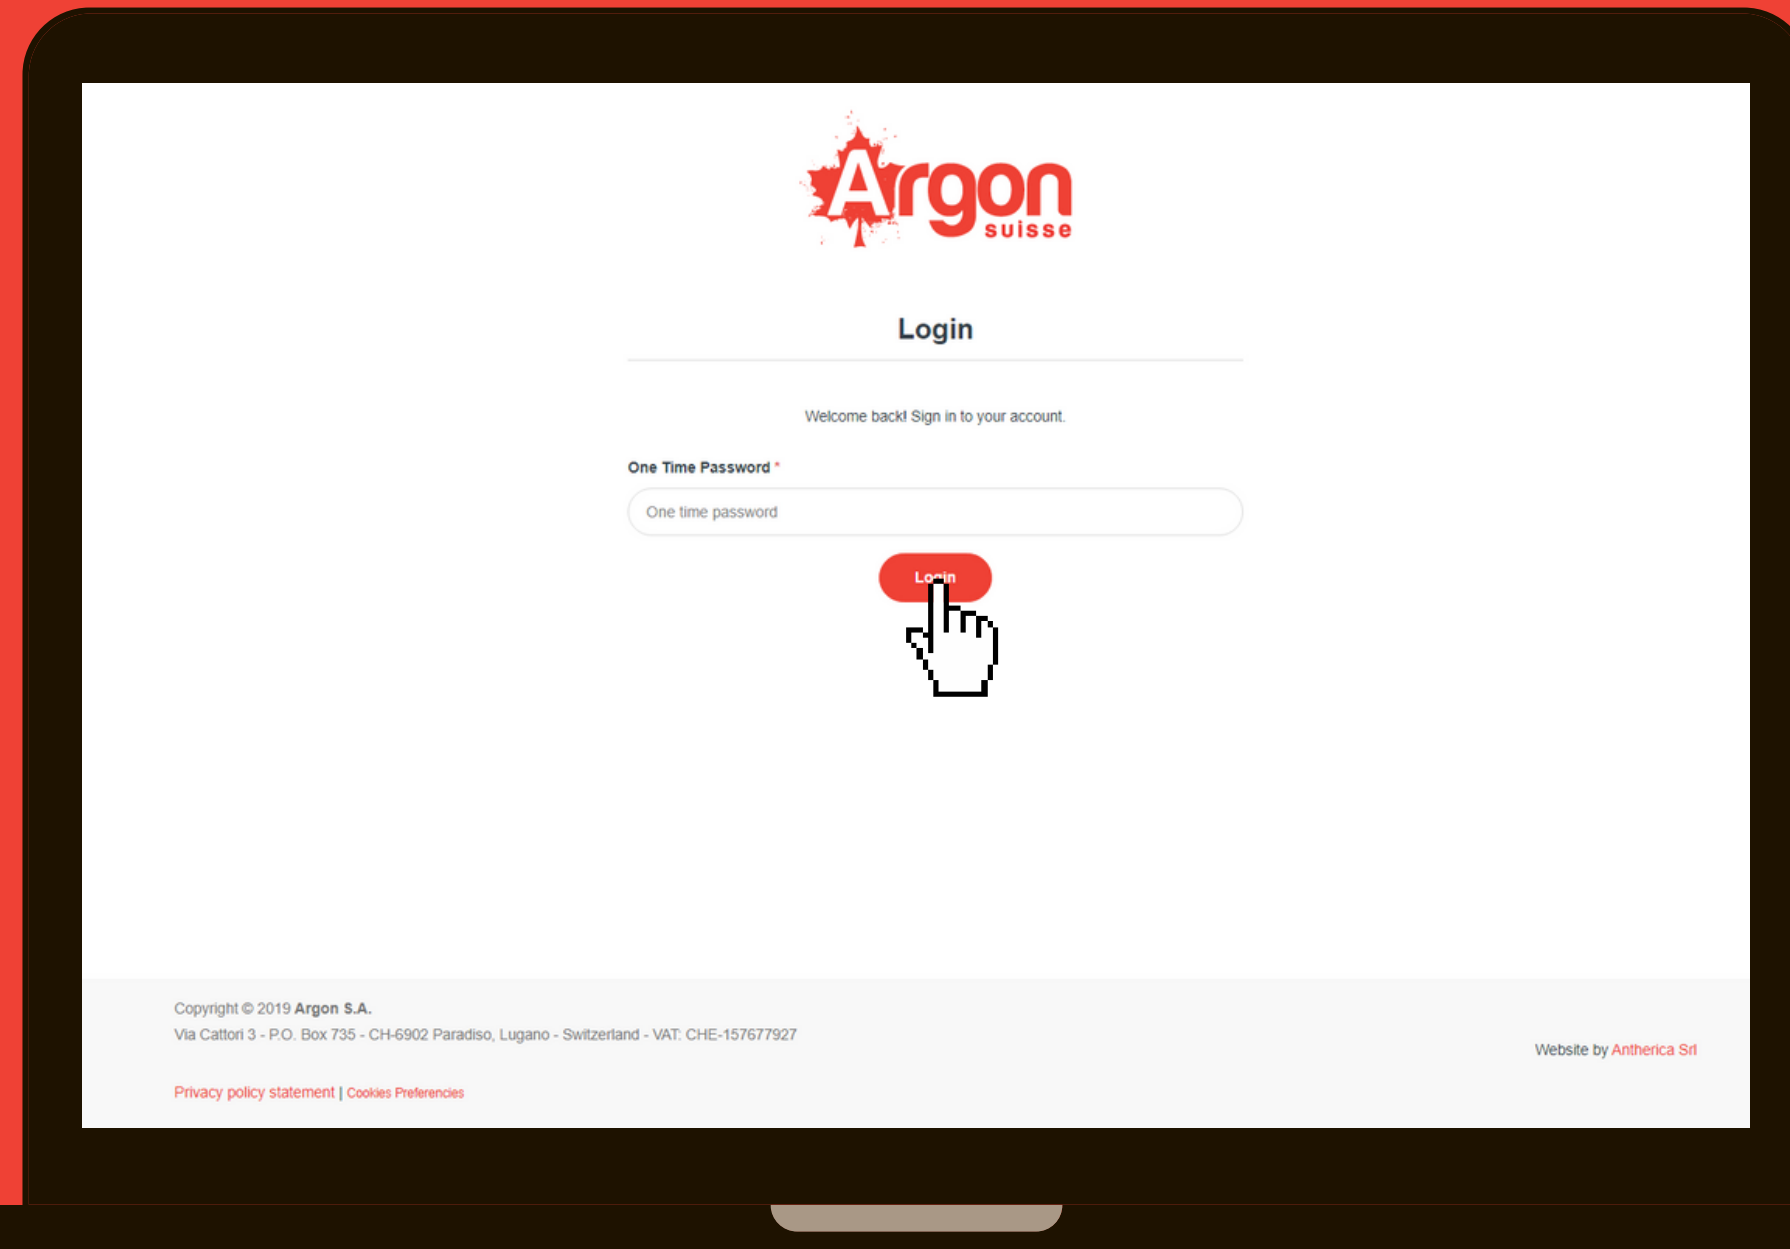 Argon
suisse
Login
Welcome back! Sign in to your account.
One Time Password *
One time password
Login
Copyright © 2019 Argon S.A.
Via Cattori 3 - P.O. Box 735 - CH-6902 Paradiso, Lugano - Switzerland - VAT: CHE-157677927
Website by Antherica Srl
Privacy policy statement | Cookies Preferencies